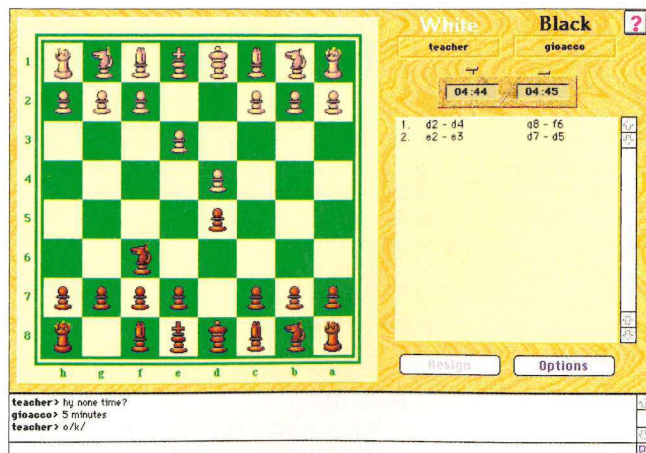 White Black ?
teacher gioacco
04:44 04:45
1. d2 - d4 g8 - f6
2. e2 - e3 d7 - d5
1
2
3
4
5
6
7
8
h g f e d c b a
Resign Options
teacher> hy none time?
gioacco> 5 minutes
teacher> o/k/